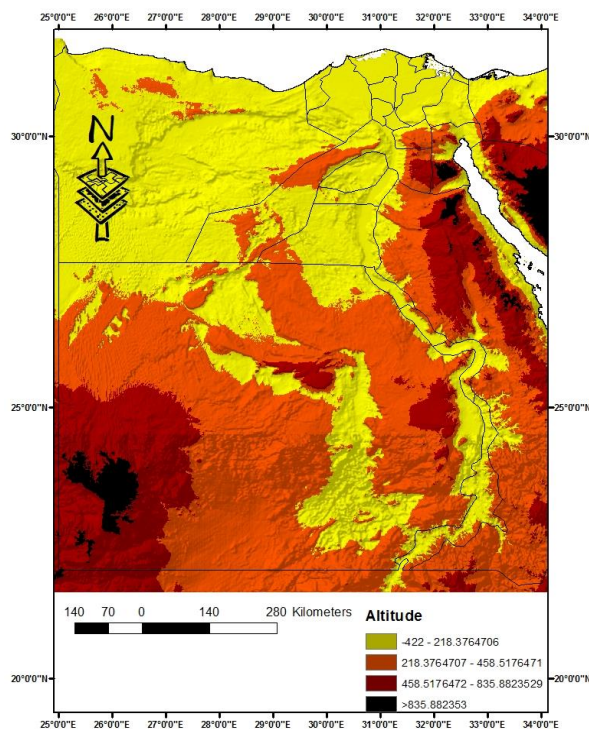 25°0'0"E 26°0'0"E 27°0'0"E 28°0'0"E 29°0'0"E 30°0'0"E 31°0'0"E 32°0'0"E 33°0'0"E 34°0'0"E
30°0'0"N 30°0'0"N
N
25°0'0"N 25°0'0"N
140 70 0 140 280 Kilometers
Altitude
-422 - 218.3764706
218.3764707 - 458.5176471
458.5176472 - 835.8823529
>835.882353
20°0'0"N 20°0'0"N
25°0'0"E 26°0'0"E 27°0'0"E 28°0'0"E 29°0'0"E 30°0'0"E 31°0'0"E 32°0'0"E 33°0'0"E 34°0'0"E